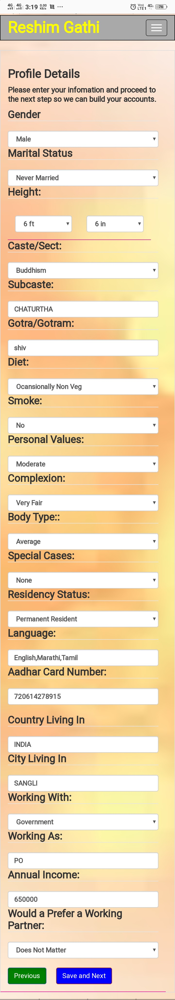 4G 4G 3:19 0.00 KB/s ... Vo)) LTE 1 4G2 76
Reshim Gathi
Profile Details
Please enter your infomation and proceed to
the next step so we can build your accounts.
Gender
Male
Marital Status
Never Married
Height:
6 ft 6 in
Caste/Sect:
Buddhism
Subcaste:
CHATURTHA
Gotra/Gotram:
shiv
Diet:
Ocansionally Non Veg
Smoke:
No
Personal Values:
Moderate
Complexion:
Very Fair
Body Type::
Average
Special Cases:
None
Residency Status:
Permanent Resident
Language:
English,Marathi,Tamil
Aadhar Card Number:
720614278915
Country Living In
INDIA
City Living In
SANGLI
Working With:
Government
Working As:
PO
Annual Income:
650000
Would a Prefer a Working
Partner:
Does Not Matter
Previous Save and Next